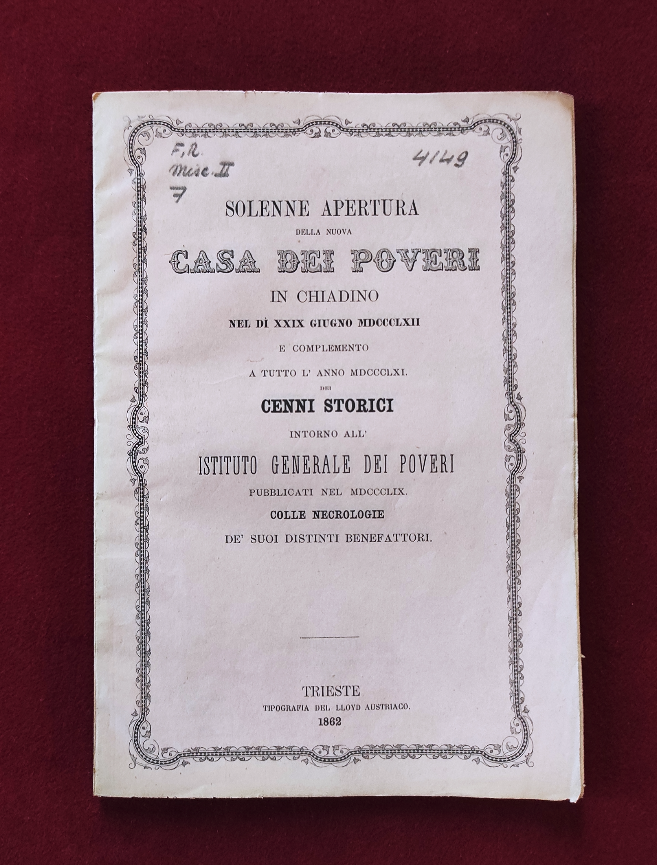 F, R.
Misc. II
7
4149
SOLENNE APERTURA
DELLA NUOVA
CASA DEI POVERI
IN CHIADINO
NEL DÌ XXIX GIUGNO MDCCCLXII
E COMPLEMENTO
A TUTTO L' ANNO MDCCCLXI.
DEI
CENNI STORICI
INTORNO ALL'
ISTITUTO GENERALE DEI POVERI
PUBBLICATI NEL MDCCCLIX.
COLLE NECROLOGIE
DE' SUOI DISTINTI BENEFATTORI.
TRIESTE
TIPOGRAFIA DEL LLOYD AUSTRIACO.
1862